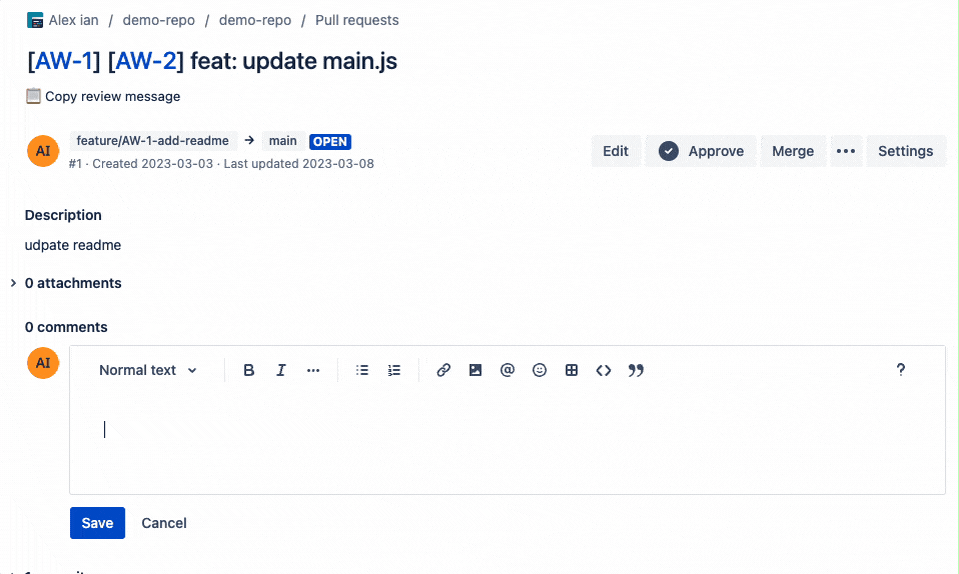 Alex ian / demo-repo / demo-repo / Pull requests
[AW-1] [AW-2] feat: update main.js
Copy review message
AI
feature/AW-1-add-readme → main OPEN
#1 · Created 2023-03-03 · Last updated 2023-03-08
Edit Approve Merge ••• Settings
Description
udpate readme
0 attachments
0 comments
AI
Normal text B I ••• @ <> ?
Save Cancel